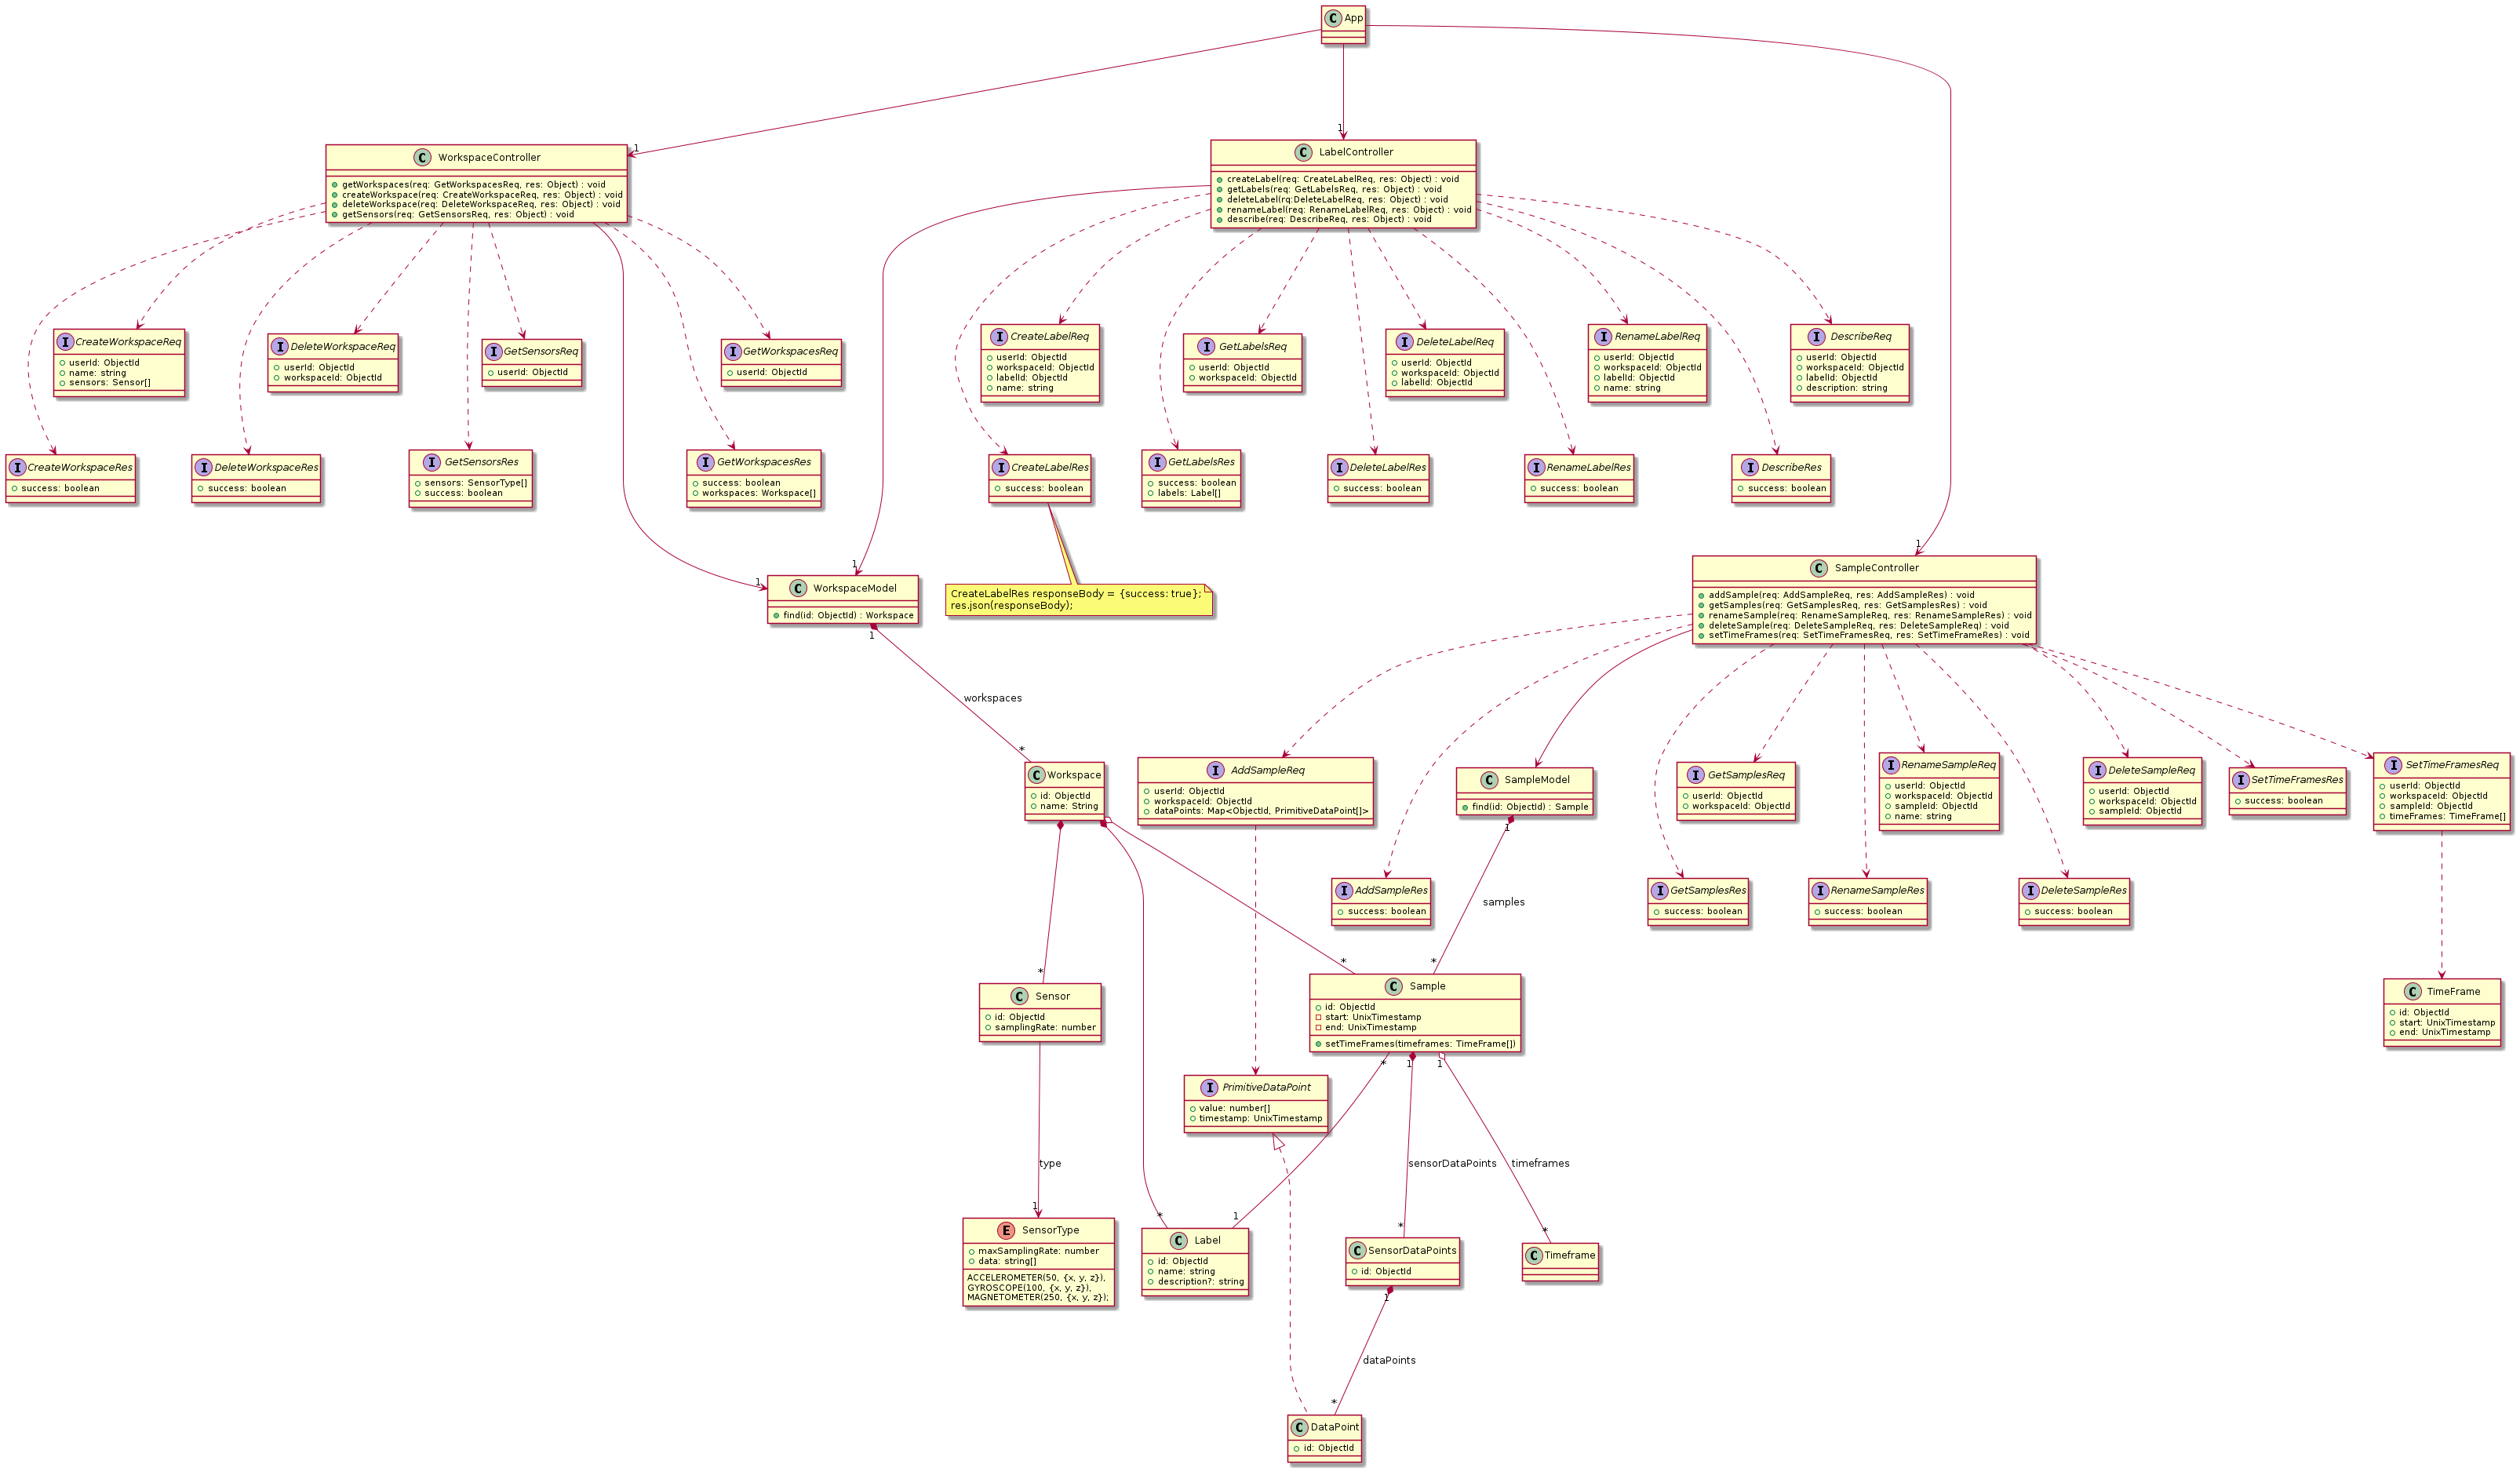 App
1
1
1
WorkspaceController
getWorkspaces(req: GetWorkspacesReq, res: Object) : void
createWorkspace(req: CreateWorkspaceReq, res: Object) : void
deleteWorkspace(req: DeleteWorkspaceReq, res: Object) : void
getSensors(req: GetSensorsReq, res: Object) : void
LabelController
createLabel(req: CreateLabelReq, res: Object) : void
getLabels(req: GetLabelsReq, res: Object) : void
deleteLabel(rq:DeleteLabelReq, res: Object) : void
renameLabel(req: RenameLabelReq, res: Object) : void
describe(req: DescribeReq, res: Object) : void
CreateWorkspaceReq
userId: ObjectId
name: string
sensors: Sensor[]
DeleteWorkspaceReq
userId: ObjectId
workspaceId: ObjectId
GetSensorsReq
userId: ObjectId
GetWorkspacesReq
userId: ObjectId
CreateLabelReq
userId: ObjectId
workspaceId: ObjectId
labelId: ObjectId
name: string
GetLabelsReq
userId: ObjectId
workspaceId: ObjectId
DeleteLabelReq
userId: ObjectId
workspaceId: ObjectId
labelId: ObjectId
RenameLabelReq
userId: ObjectId
workspaceId: ObjectId
labelId: ObjectId
name: string
DescribeReq
userId: ObjectId
workspaceId: ObjectId
labelId: ObjectId
description: string
CreateWorkspaceRes
success: boolean
DeleteWorkspaceRes
success: boolean
GetSensorsRes
sensors: SensorType[]
success: boolean
GetWorkspacesRes
success: boolean
workspaces: Workspace[]
CreateLabelRes
success: boolean
GetLabelsRes
success: boolean
labels: Label[]
DeleteLabelRes
success: boolean
RenameLabelRes
success: boolean
DescribeRes
success: boolean
1
1
WorkspaceModel
find(id: ObjectId) : Workspace
1
CreateLabelRes responseBody = {success: true};
res.json(responseBody);
SampleController
addSample(req: AddSampleReq, res: AddSampleRes) : void
getSamples(req: GetSamplesReq, res: GetSamplesRes) : void
renameSample(req: RenameSampleReq, res: RenameSampleRes) : void
deleteSample(req: DeleteSampleReq, res: DeleteSampleReq) : void
setTimeFrames(req: SetTimeFramesReq, res: SetTimeFrameRes) : void
workspaces
*
Workspace
id: ObjectId
name: String
AddSampleReq
userId: ObjectId
workspaceId: ObjectId
dataPoints: Map<ObjectId, PrimitiveDataPoint[]>
SampleModel
find(id: ObjectId) : Sample
1
GetSamplesReq
userId: ObjectId
workspaceId: ObjectId
RenameSampleReq
userId: ObjectId
workspaceId: ObjectId
sampleId: ObjectId
name: string
DeleteSampleReq
userId: ObjectId
workspaceId: ObjectId
sampleId: ObjectId
SetTimeFramesRes
success: boolean
SetTimeFramesReq
userId: ObjectId
workspaceId: ObjectId
sampleId: ObjectId
timeFrames: TimeFrame[]
AddSampleRes
success: boolean
samples
GetSamplesRes
success: boolean
RenameSampleRes
success: boolean
DeleteSampleRes
success: boolean
*
*
*
Sensor
id: ObjectId
samplingRate: number
Sample
id: ObjectId
start: UnixTimestamp
end: UnixTimestamp
setTimeFrames(timeframes: TimeFrame[])
TimeFrame
id: ObjectId
start: UnixTimestamp
end: UnixTimestamp
*
1
1
PrimitiveDataPoint
value: number[]
timestamp: UnixTimestamp
type
sensorDataPoints
timeframes
1
*
1
*
*
SensorType
maxSamplingRate: number
data: string[]
ACCELEROMETER(50, {x, y, z}),
GYROSCOPE(100, {x, y, z}),
MAGNETOMETER(250, {x, y, z});
Label
id: ObjectId
name: string
description?: string
SensorDataPoints
id: ObjectId
1
Timeframe
dataPoints
*
DataPoint
id: ObjectId